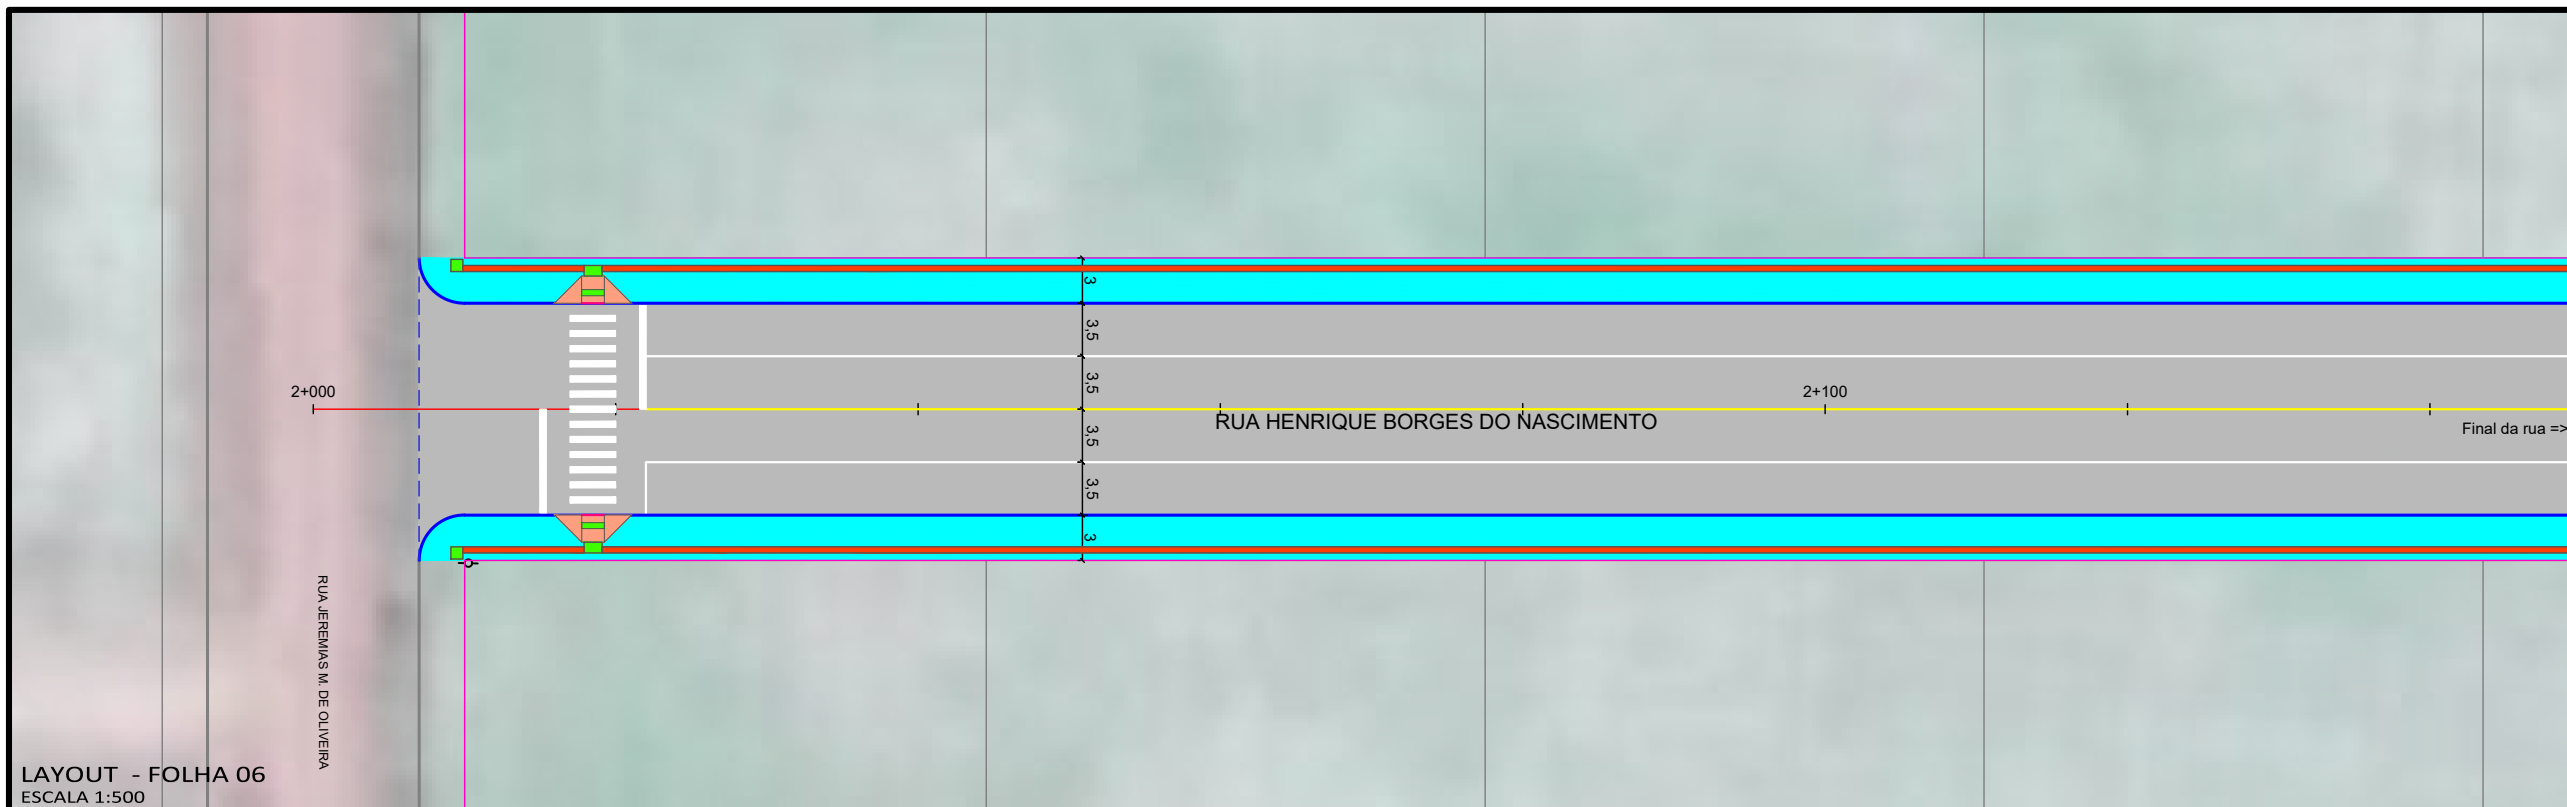 2+000
2+100
3
3,5
3,5
RUA HENRIQUE BORGES DO NASCIMENTO
Final da rua =>
3,5
3,5
3
RUA JEREMIAS M. DE OLIVEIRA
LAYOUT - FOLHA 06
ESCALA 1:500